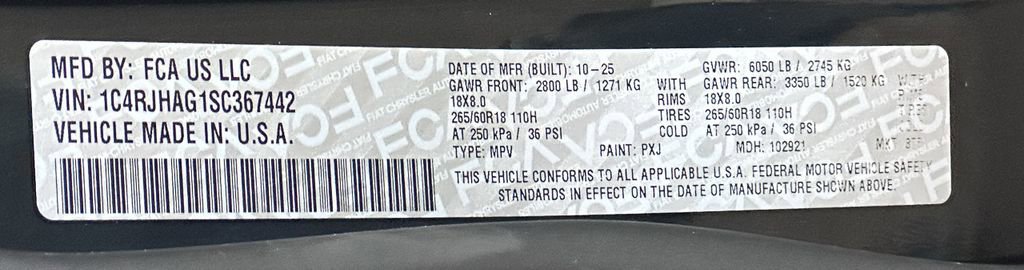 MFD BY: FCA US LLC
VIN: 1C4RJHAG1SC367442
VEHICLE MADE IN: U.S.A.
DATE OF MFR (BUILT): 10-25 GVWR: 6050 LB / 2745 KG
GAWR FRONT: 2800 LB / 1271 KG WITH GAWR REAR: 3350 LB / 1520 KG WITH
18X8.0 RIMS 18X8.0
265/60R18 110H TIRES 265/60R18 110H
AT 250 kPa / 36 PSI COLD AT 250 kPa / 36 PSI COLD
TYPE: MPV PAINT: PXJ MDH: 102921 MKT
THIS VEHICLE CONFORMS TO ALL APPLICABLE U.S.A. FEDERAL MOTOR VEHICLE SAFETY
STANDARDS IN EFFECT ON THE DATE OF MANUFACTURE SHOWN ABOVE.